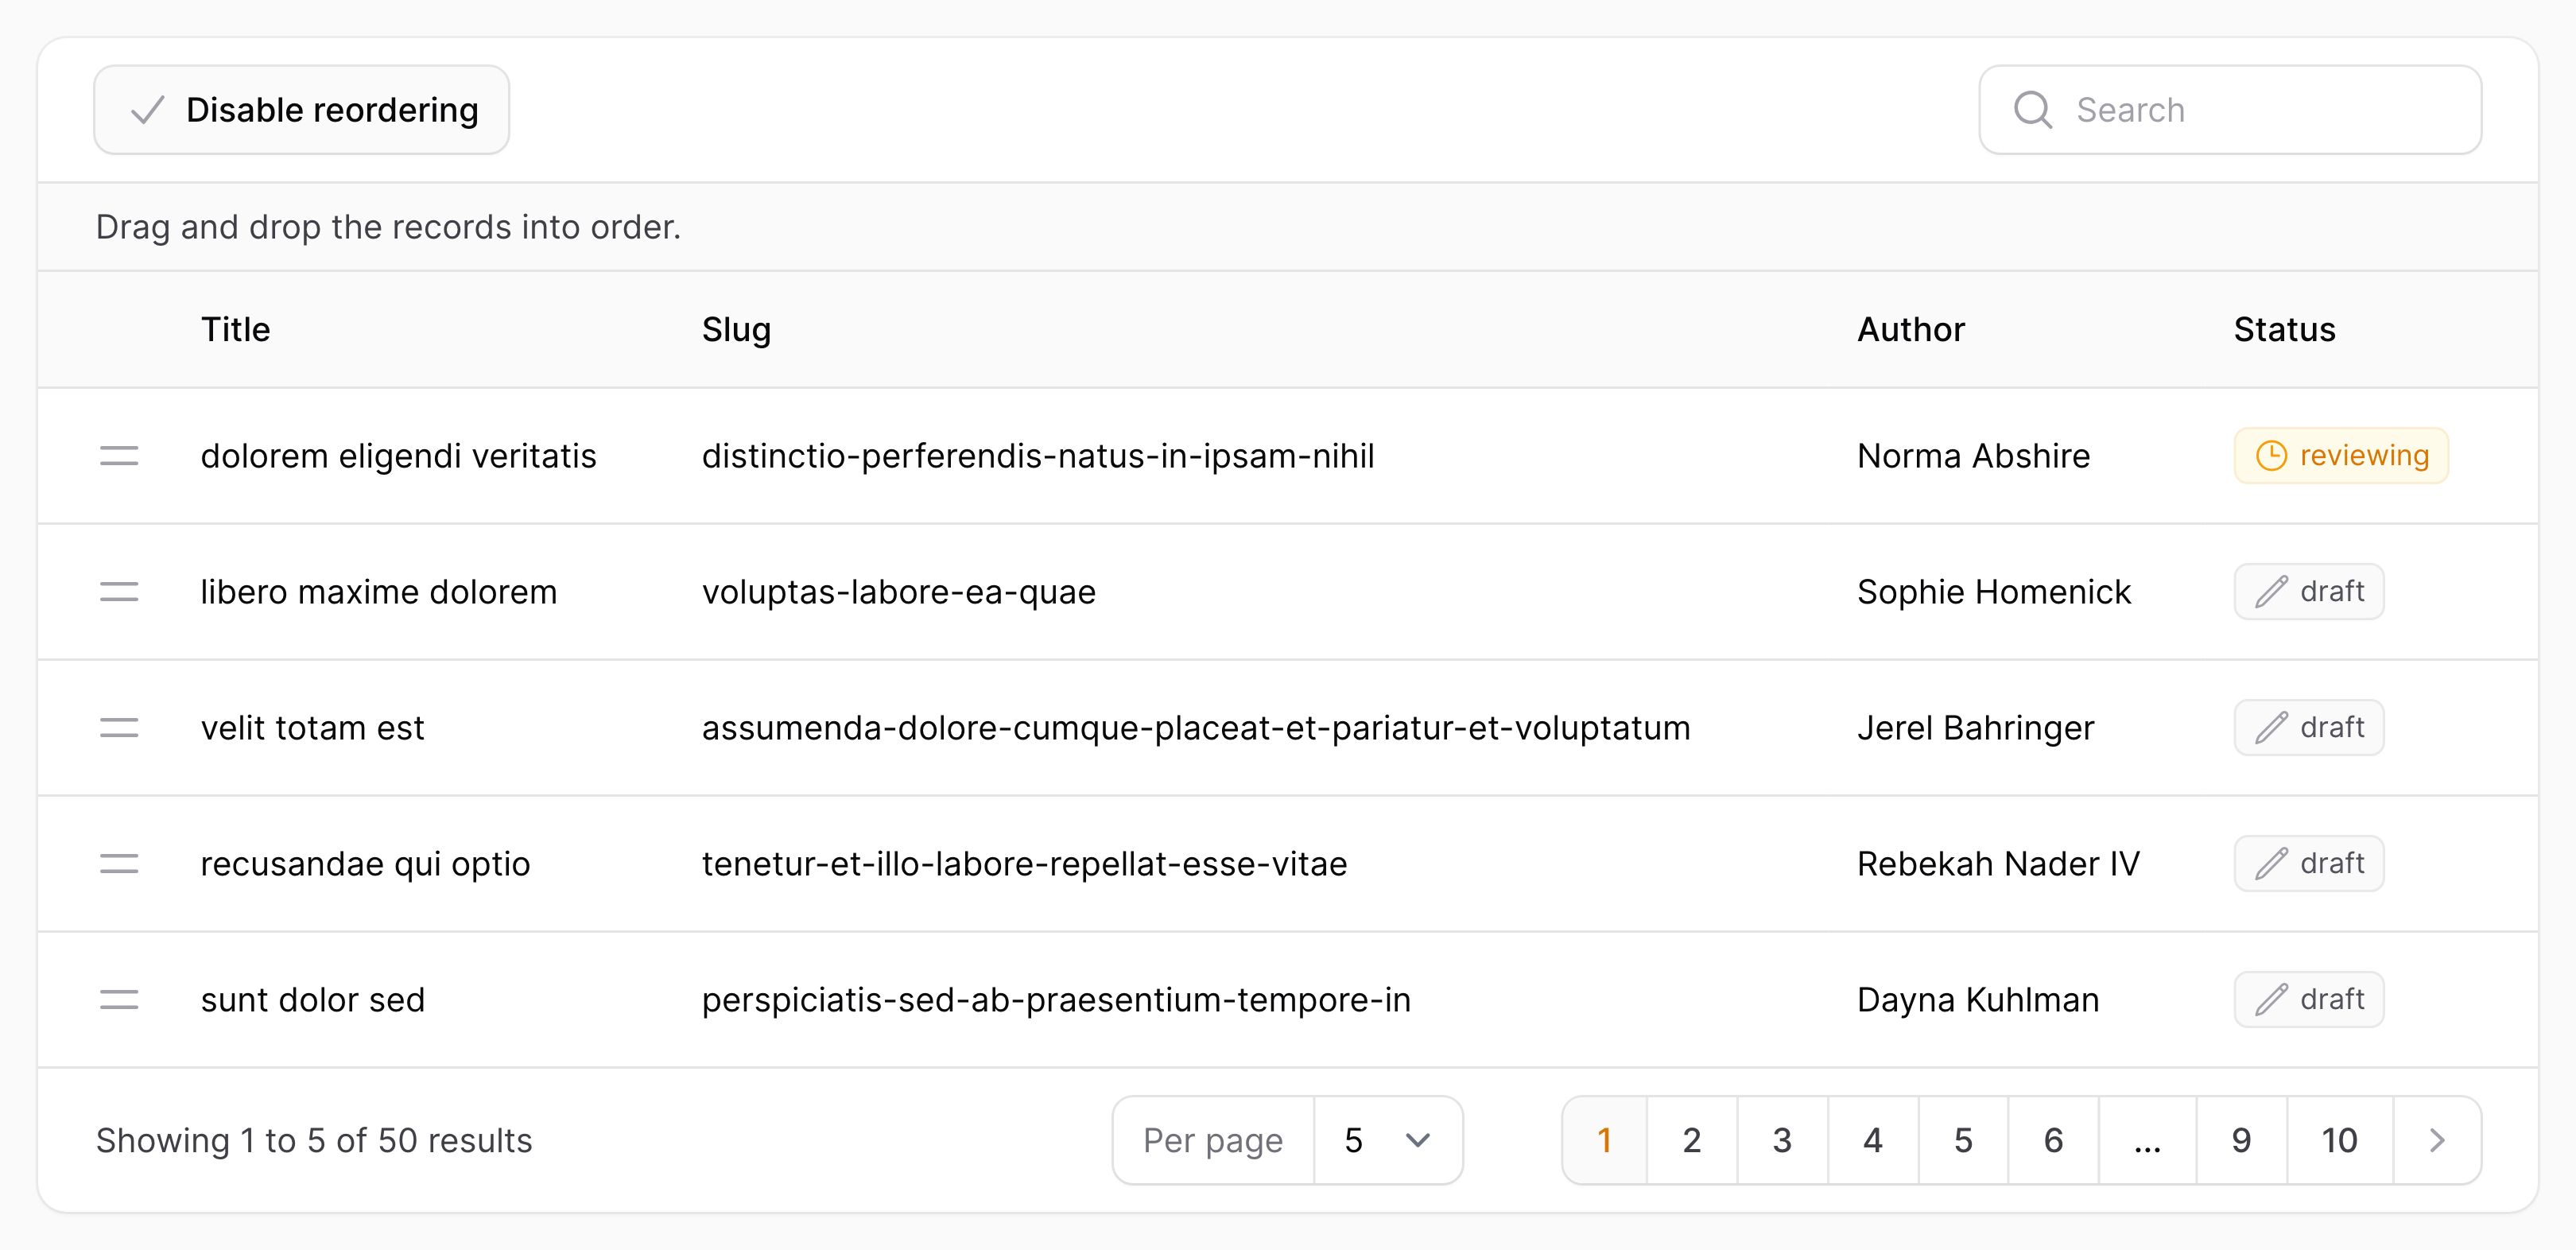 Disable reordering
Search
Drag and drop the records into order.
Title Slug Author Status
dolorem eligendi veritatis distinctio-perferendis-natus-in-ipsam-nihil Norma Abshire reviewing
libero maxime dolorem voluptas-labore-ea-quae Sophie Homenick draft
velit totam est assumenda-dolore-cumque-placeat-et-pariatur-et-voluptatum Jerel Bahringer draft
recusandae qui optio tenetur-et-illo-labore-repellat-esse-vitae Rebekah Nader IV draft
sunt dolor sed perspiciatis-sed-ab-praesentium-tempore-in Dayna Kuhlman draft
Showing 1 to 5 of 50 results Per page 5 1 2 3 4 5 6 ... 9 10